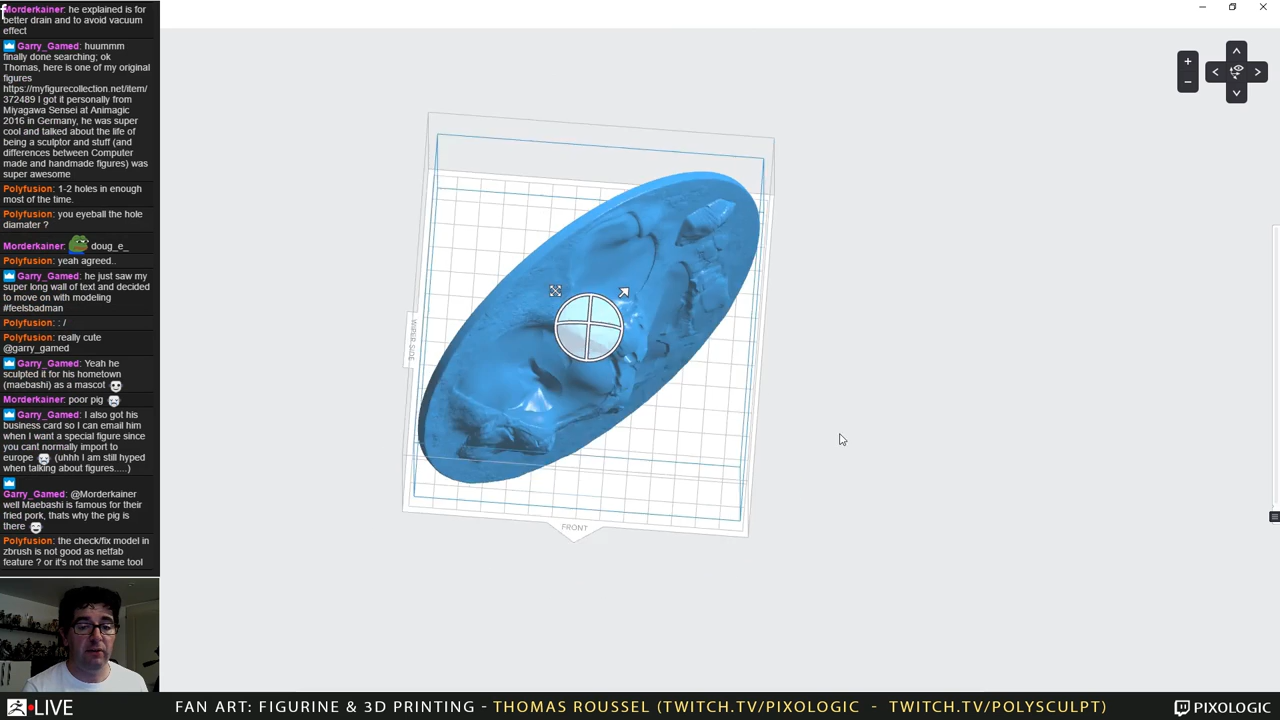 Morderkainer: he explained is for
better drain and to avoid vacuum
effect
Garry_Gamed: huummm
finally done searching; ok
Thomas, here is one of my original
figures
https://myfigurecollection.net/item/
372489 I got it personally from
Miyagawa Sensei at Animagic
2016 in Germany, he was super
cool and talked about the life of
being a sculptor and stuff (and
differences between Computer
made and handmade figures) was
super awesome
Polyfusion: 1-2 holes in enough
most of the time.
Polyfusion: you eyeball the hole
diamater ?
Morderkainer: doug_e_
Polyfusion: yeah agreed..
Garry_Gamed: he just saw my
super long wall of text and decided
to move on with modeling
#feelsbadman
Polyfusion: : /
Polyfusion: really cute
@garry_gamed
Garry_Gamed: Yeah he
sculpted it for his hometown
(maebashi) as a mascot
Morderkainer: poor pig
Garry_Gamed: I also got his
business card so I can email him
when I want a special figure since
you cant normally import to
europe (uhhh I am still hyped
when talking about figures.....)
Garry_Gamed: @Morderkainer
well Maebashi is famous for their
fried pork, thats why the pig is
there
Polyfusion: the check/fix model in
zbrush is not good as netfab
feature ? or it's not the same tool
WIPER SIDE
FRONT
LIVE
FAN ART: FIGURINE & 3D PRINTING - THOMAS ROUSSEL (TWITCH.TV/PIXOLOGIC - TWITCH.TV/POLYSCULPT)
PIXOLOGIC